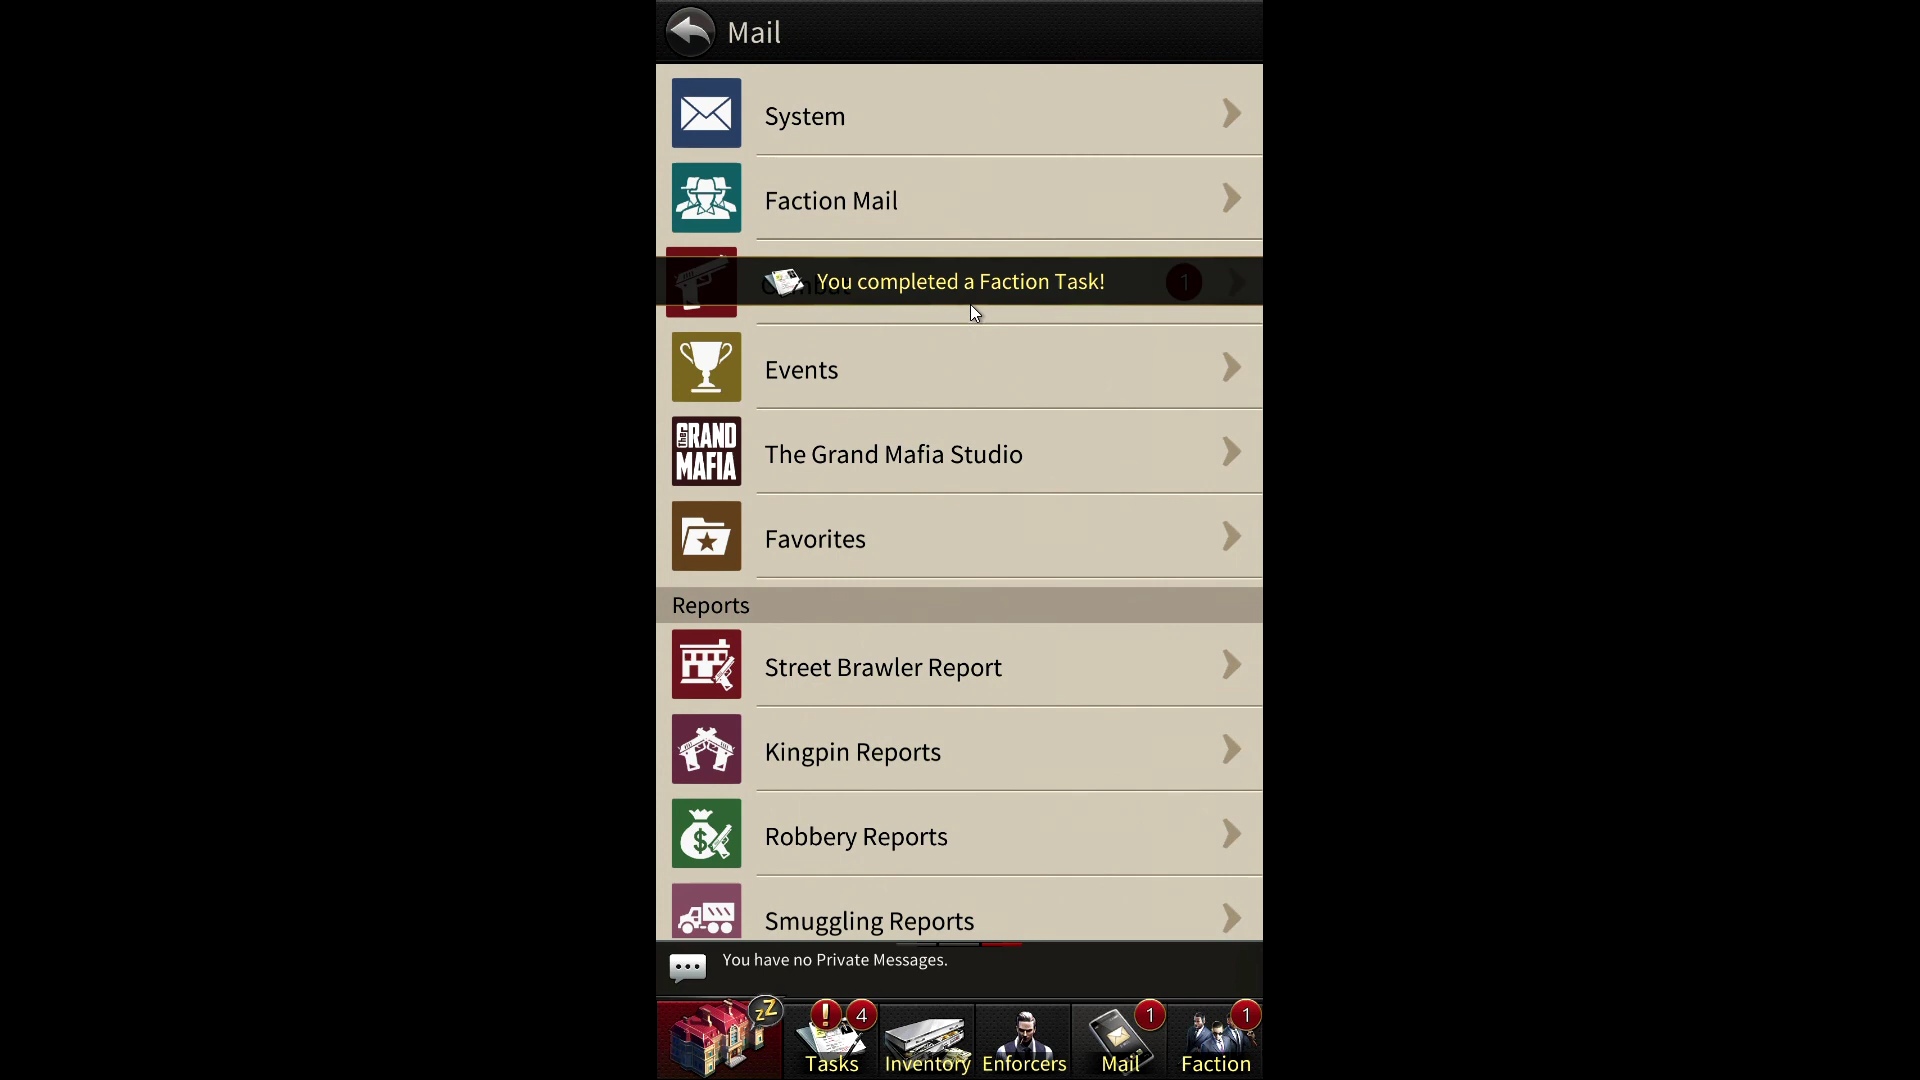 Mail
System
Faction Mail
You completed a Faction Task!
1
Events
THE GRAND
MAFIA
The Grand Mafia Studio
Favorites
Reports
Street Brawler Report
Kingpin Reports
$
Robbery Reports
Smuggling Reports
You have no Private Messages.
zZ
! 4 1 1
Tasks Inventory Enforcers Mail Faction